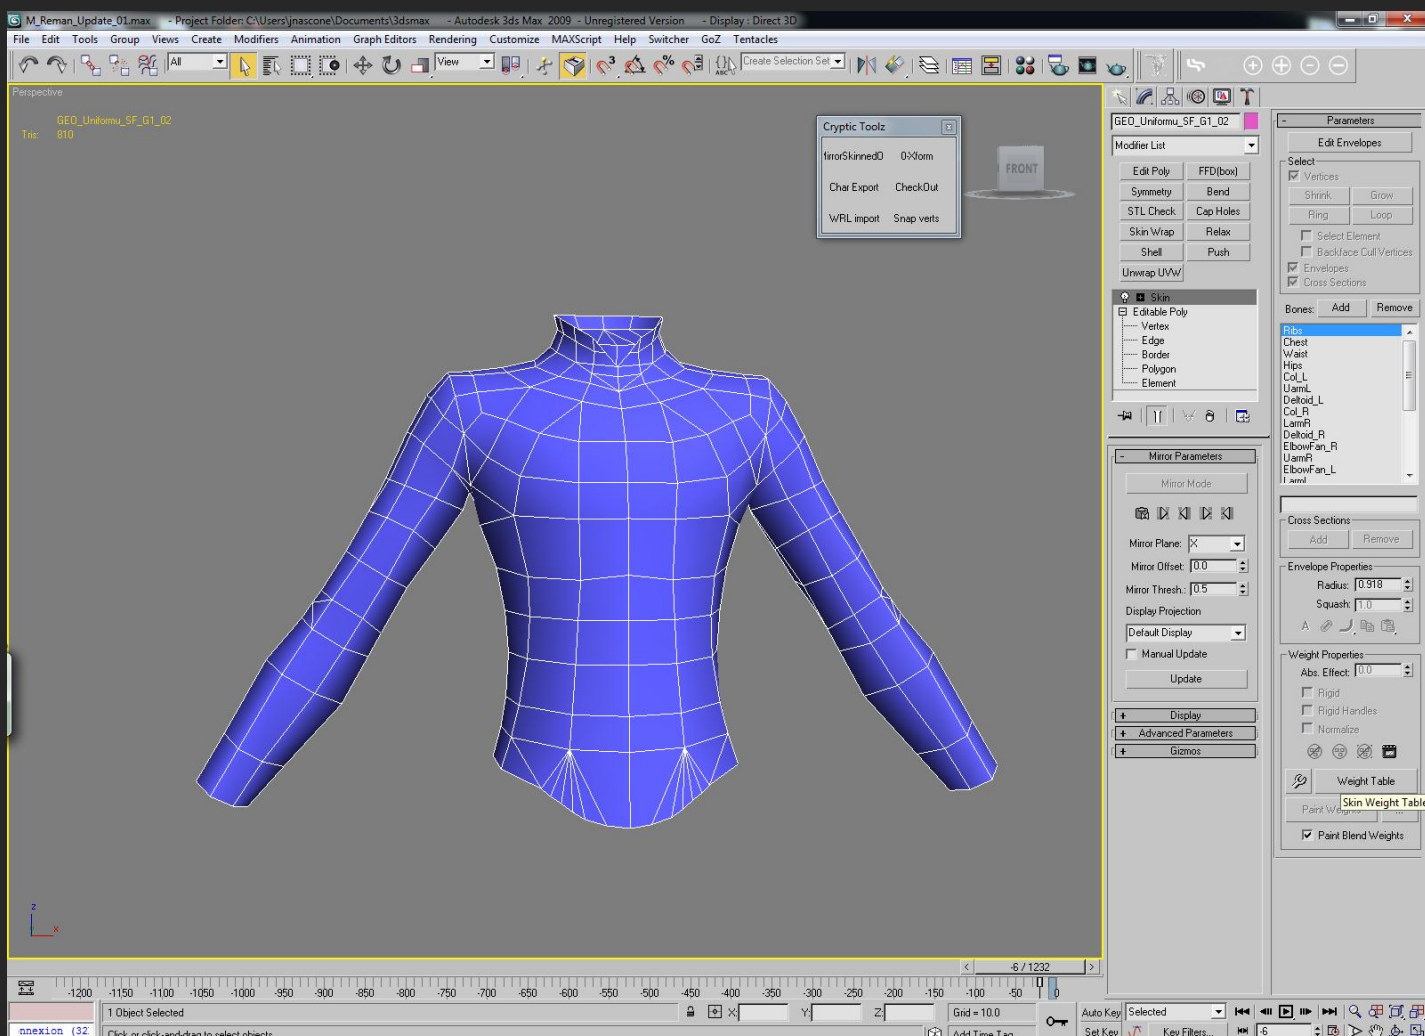 M_Reman_Update_01.max - Project Folder: C:\Users\jnascone\Documents\3dsmax - Autodesk 3ds Max 2009 - Unregistered Version - Display : Direct 3D
File Edit Tools Group Views Create Modifiers Animation Graph Editors Rendering Customize MAXScript Help Switcher GoZ Tentacles
All View Create Selection Set
Perspective
GEO_Uniformu_SF_G1_02
Tris: 810
Cryptic Toolz
MirrorSkinnedO 0-Xform
Char Export CheckOut
WRL import Snap verts
FRONT
z
x
GEO_Uniformu_SF_G1_02
Modifier List
Edit Poly FFD(box)
Symmetry Bend
STL Check Cap Holes
Skin Wrap Relax
Shell Push
Unwrap UVW
Skin
Editable Poly
Vertex
Edge
Border
Polygon
Element
- Mirror Parameters
Mirror Mode
Mirror Plane: X
Mirror Offset: 0.0
Mirror Thresh.: 0.5
Display Projection
Default Display
Manual Update
Update
+ Display
+ Advanced Parameters
+ Gizmos
- Parameters
Edit Envelopes
Select
Vertices
Shrink Grow
Ring Loop
Select Element
Backface Cull Vertices
Envelopes
Cross Sections
Bones: Add Remove
Ribs
Chest
Waist
Hips
Col_L
UarmL
Deltoid_L
Col_R
LarmR
Deltoid_R
ElbowFan_R
UarmR
ElbowFan_L
LarmL
Cross Sections
Add Remove
Envelope Properties
Radius: 0.918
Squash: 1.0
A
Weight Properties
Abs. Effect: 0.0
Rigid
Rigid Handles
Normalize
Weight Table
Skin Weight Table
Paint Weights ...
Paint Blend Weights
< -6 / 1232 >
-1200 -1150 -1100 -1050 -1000 -950 -900 -850 -800 -750 -700 -650 -600 -550 -500 -450 -400 -350 -300 -250 -200 -150 -100 -50 0
1 Object Selected X: Y: Z: Grid = 10.0 Auto Key Selected
nnexion (32 Click or click-and-drag to select objects Add Time Tag Set Key Key Filters... -6